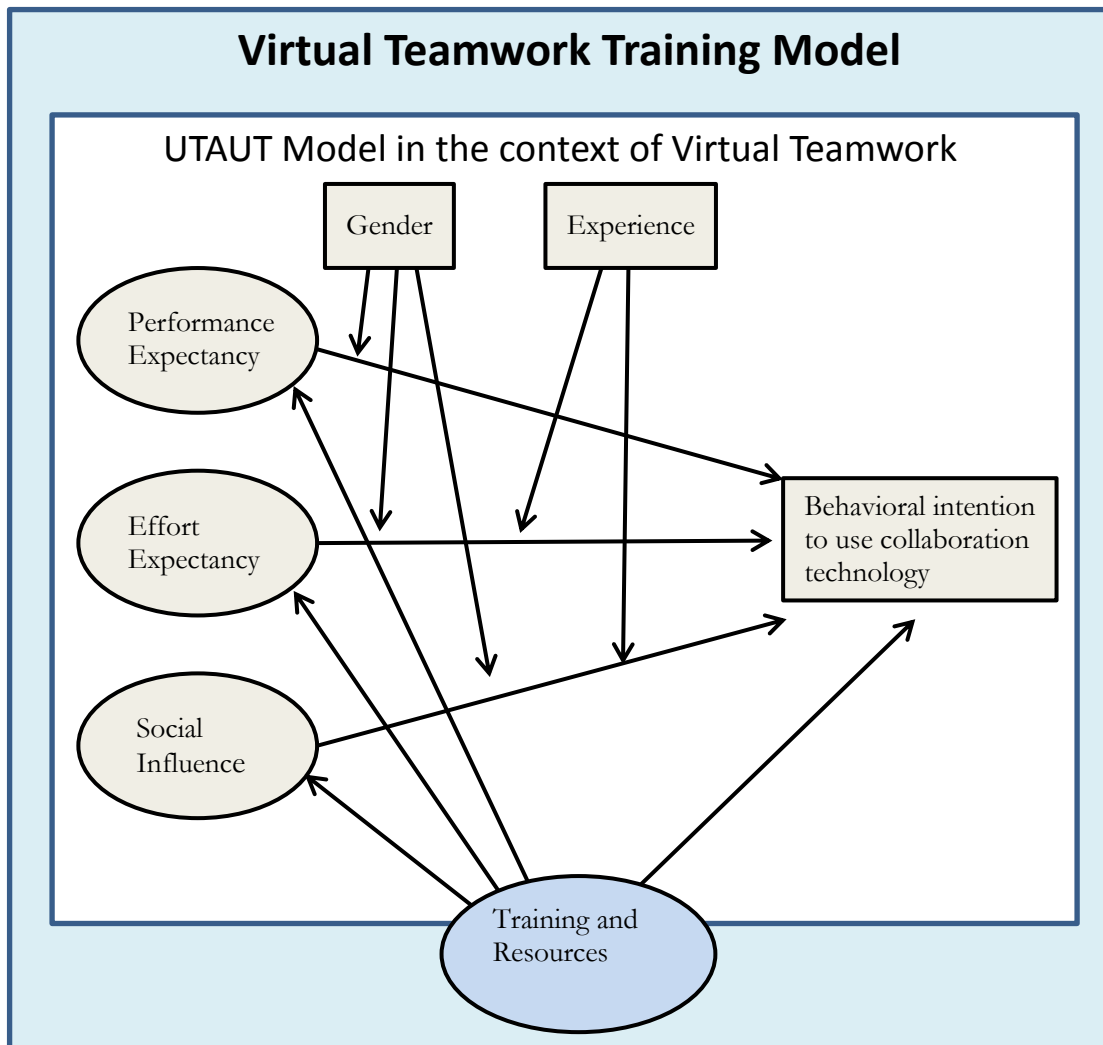 Virtual Teamwork Training Model
UTAUT Model in the context of Virtual Teamwork
Gender
Experience
Performance
Expectancy
Effort
Expectancy
Behavioral intention
to use collaboration
technology
Social
Influence
Training and
Resources